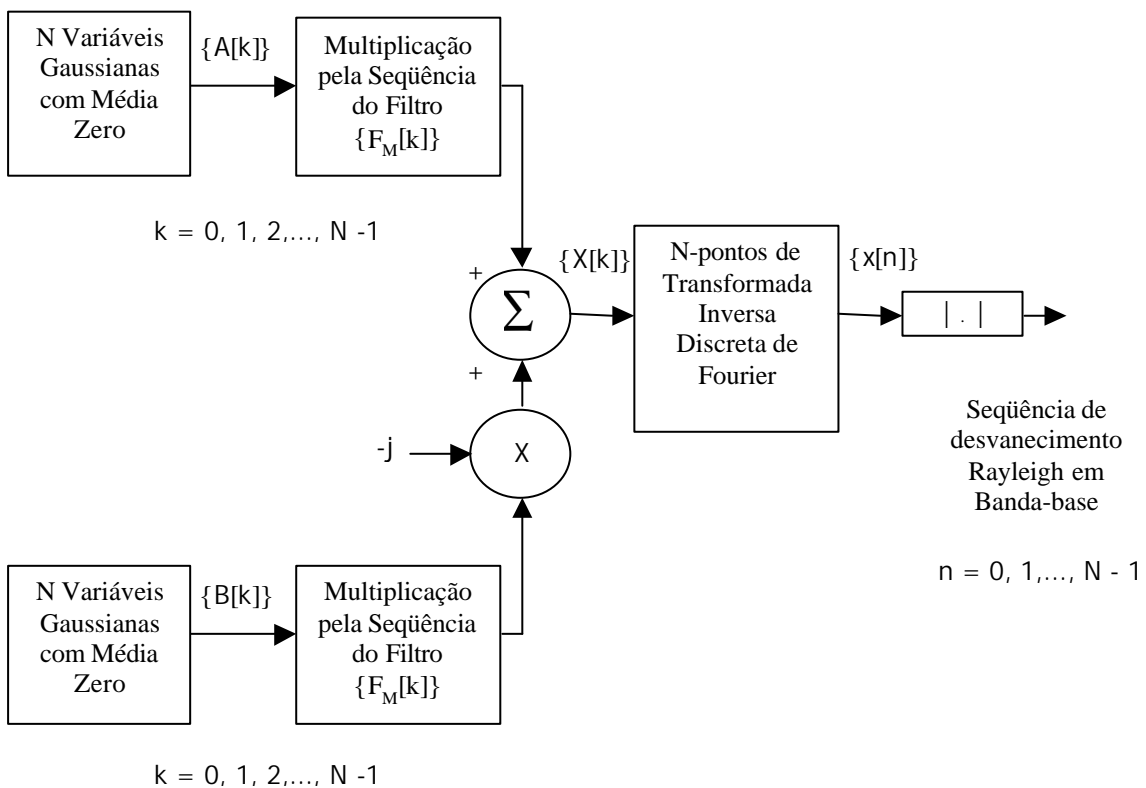 N Variáveis
Gaussianas
com Média
Zero
{A[k]}
Multiplicação
pela Seqüência
do Filtro
{F_M[k]}
k = 0, 1, 2,..., N -1
+
Σ
+
{X[k]}
N-pontos de
Transformada
Inversa
Discreta de
Fourier
{x[n]}
| . |
-j
X
Seqüência de
desvanecimento
Rayleigh em
Banda-base
n = 0, 1,..., N - 1
N Variáveis
Gaussianas
com Média
Zero
{B[k]}
Multiplicação
pela Seqüência
do Filtro
{F_M[k]}
k = 0, 1, 2,..., N -1